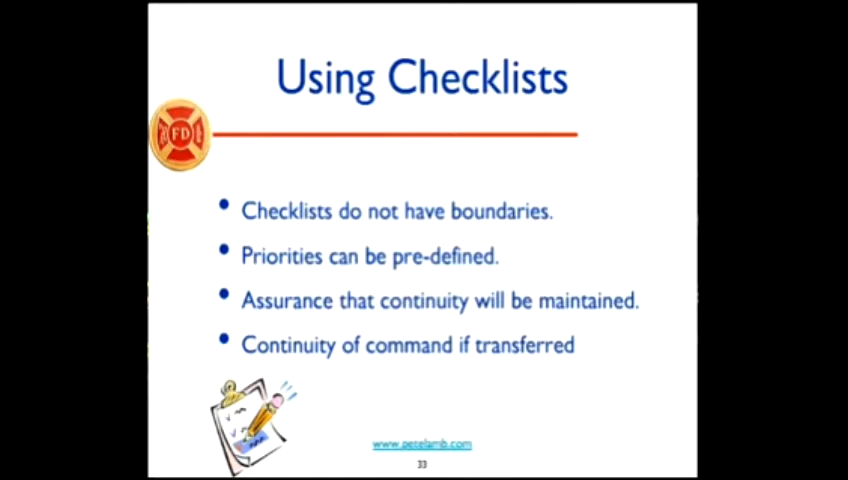 Using Checklists
FD
• Checklists do not have boundaries.
• Priorities can be pre-defined.
• Assurance that continuity will be maintained.
• Continuity of command if transferred
www.petelamb.com
33